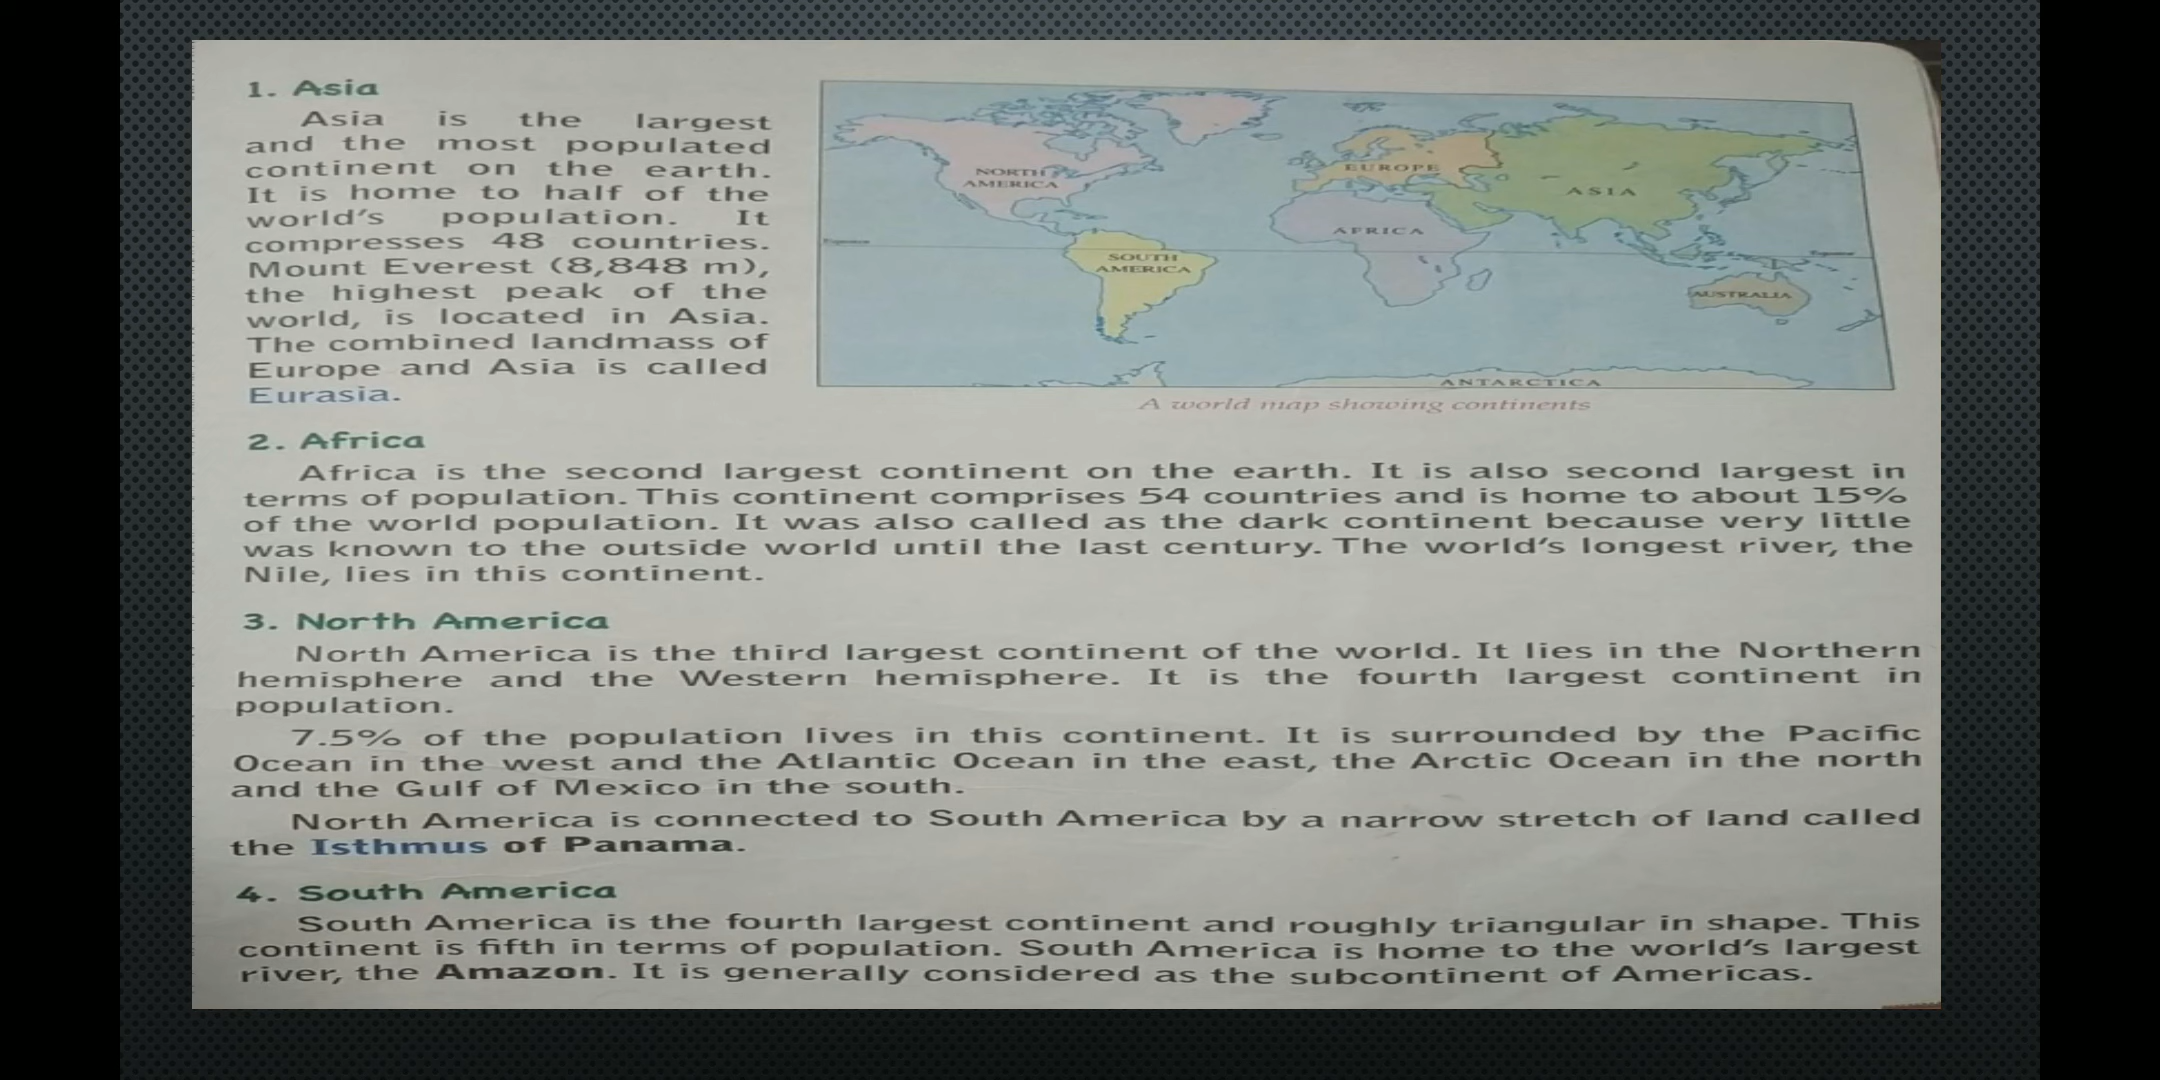 1. Asia
Asia is the largest
and the most populated
continent on the earth.
It is home to half of the
world's population. It
compresses 48 countries.
Mount Everest (8,848 m),
the highest peak of the
world, is located in Asia.
The combined landmass of
Europe and Asia is called
Eurasia.
NORTH
AMERICA
EUROPE
ASIA
AFRICA
Equator
SOUTH
AMERICA
Equator
AUSTRALIA
ANTARCTICA
A world map showing continents
2. Africa
Africa is the second largest continent on the earth. It is also second largest in
terms of population. This continent comprises 54 countries and is home to about 15%
of the world population. It was also called as the dark continent because very little
was known to the outside world until the last century. The world's longest river, the
Nile, lies in this continent.
3. North America
North America is the third largest continent of the world. It lies in the Northern
hemisphere and the Western hemisphere. It is the fourth largest continent in
population.
7.5% of the population lives in this continent. It is surrounded by the Pacific
Ocean in the west and the Atlantic Ocean in the east, the Arctic Ocean in the north
and the Gulf of Mexico in the south.
North America is connected to South America by a narrow stretch of land called
the Isthmus of Panama.
4. South America
South America is the fourth largest continent and roughly triangular in shape. This
continent is fifth in terms of population. South America is home to the world's largest
river, the Amazon. It is generally considered as the subcontinent of Americas.